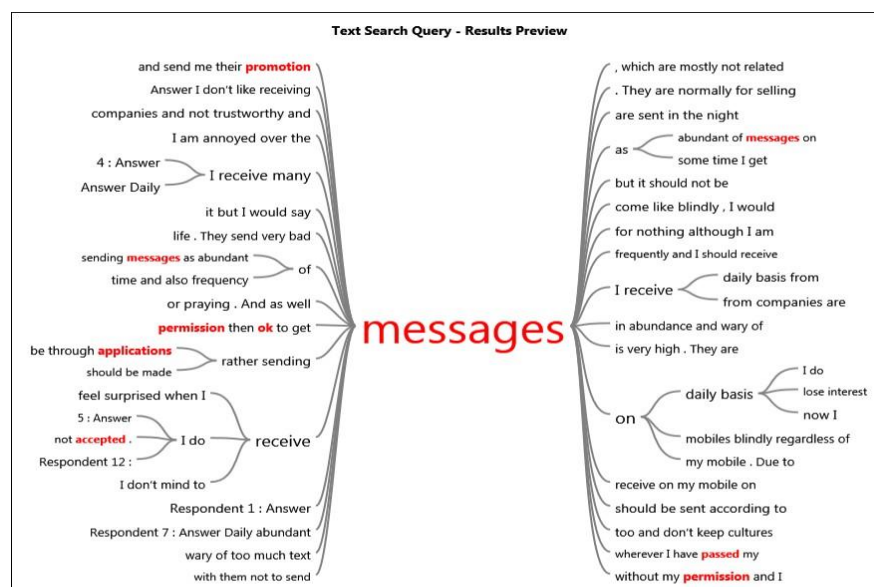 Text Search Query - Results Preview
and send me their promotion
Answer I don't like receiving
companies and not trustworthy and
I am annoyed over the
4 : Answer
Answer Daily
I receive many
it but I would say
life . They send very bad
sending messages as abundant
time and also frequency
of
or praying . And as well
permission then ok to get
be through applications
should be made
rather sending
feel surprised when I
5 : Answer
not accepted .
Respondent 12 :
I do
I don't mind to
receive
Respondent 1 : Answer
Respondent 7 : Answer Daily abundant
wary of too much text
with them not to send
messages
, which are mostly not related
. They are normally for selling
are sent in the night
as
abundant of messages on
some time I get
but it should not be
come like blindly , I would
for nothing although I am
frequently and I should receive
I receive
daily basis from
from companies are
in abundance and wary of
is very high . They are
on
daily basis
I do
lose interest
now I
mobiles blindly regardless of
my mobile . Due to
receive on my mobile on
should be sent according to
too and don't keep cultures
wherever I have passed my
without my permission and I